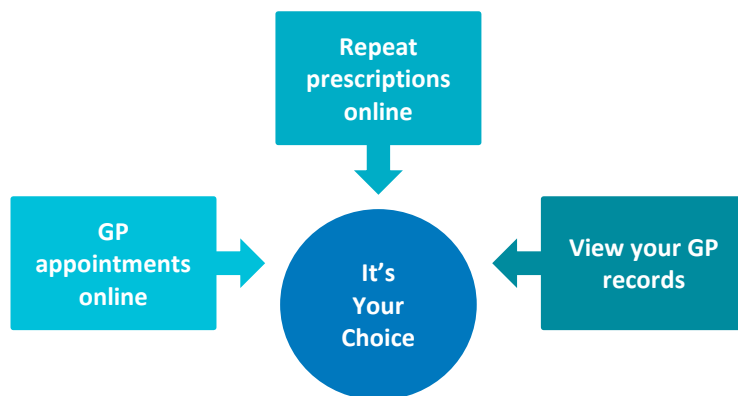 Repeat
prescriptions
online
GP
appointments
online
It’s
Your
Choice
View your GP
records